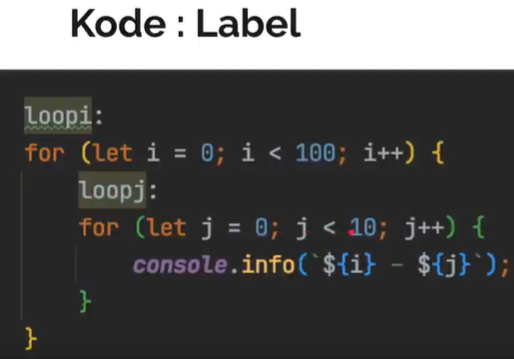 Kode : Label
loopi:
for (let i = 0; i < 100; i++) {
loopj:
for (let j = 0; j < 10; j++) {
console.info(`${i} - ${j}`);
}
}